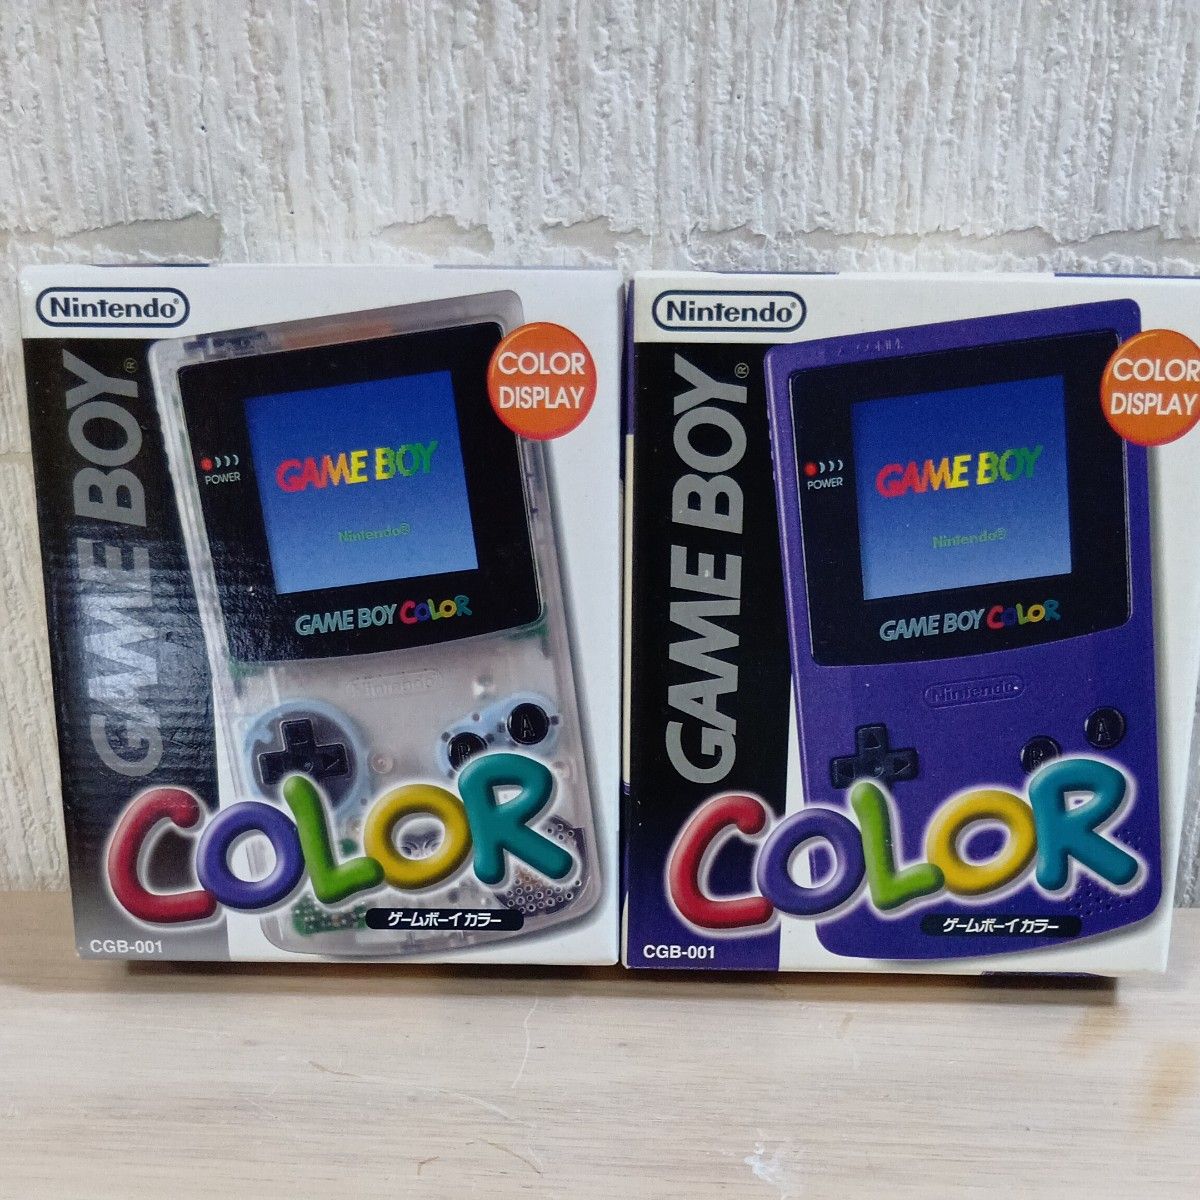 Nintendo®
GAME BOY®
COLOR
DISPLAY
POWER
GAME BOY
Nintendo®
GAME BOY COLOR
Nintendo
B A
COLOR
ゲームボーイカラー
CGB-001
Nintendo®
GAME BOY®
COLOR
DISPLAY
POWER
GAME BOY
Nintendo®
GAME BOY COLOR
Nintendo
B A
COLOR
ゲームボーイカラー
CGB-001